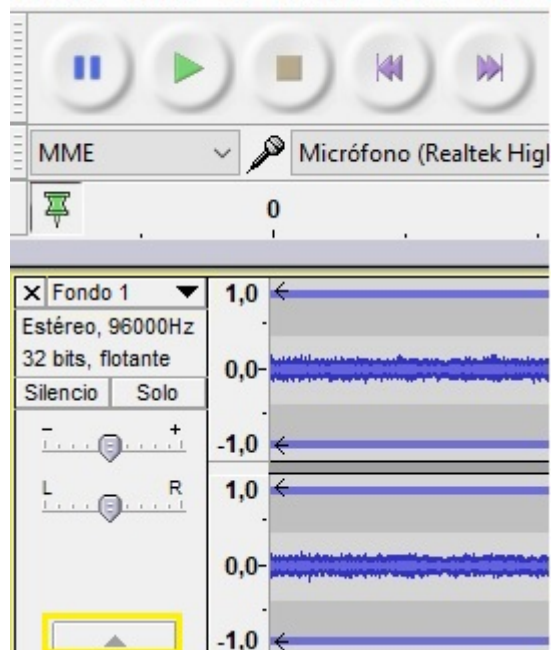 MME
Micrófono (Realtek Higl
0
X Fondo 1
Estéreo, 96000Hz
32 bits, flotante
Silencio Solo
- +
L R
1,0
0,0-
-1,0
1,0
0,0-
-1,0